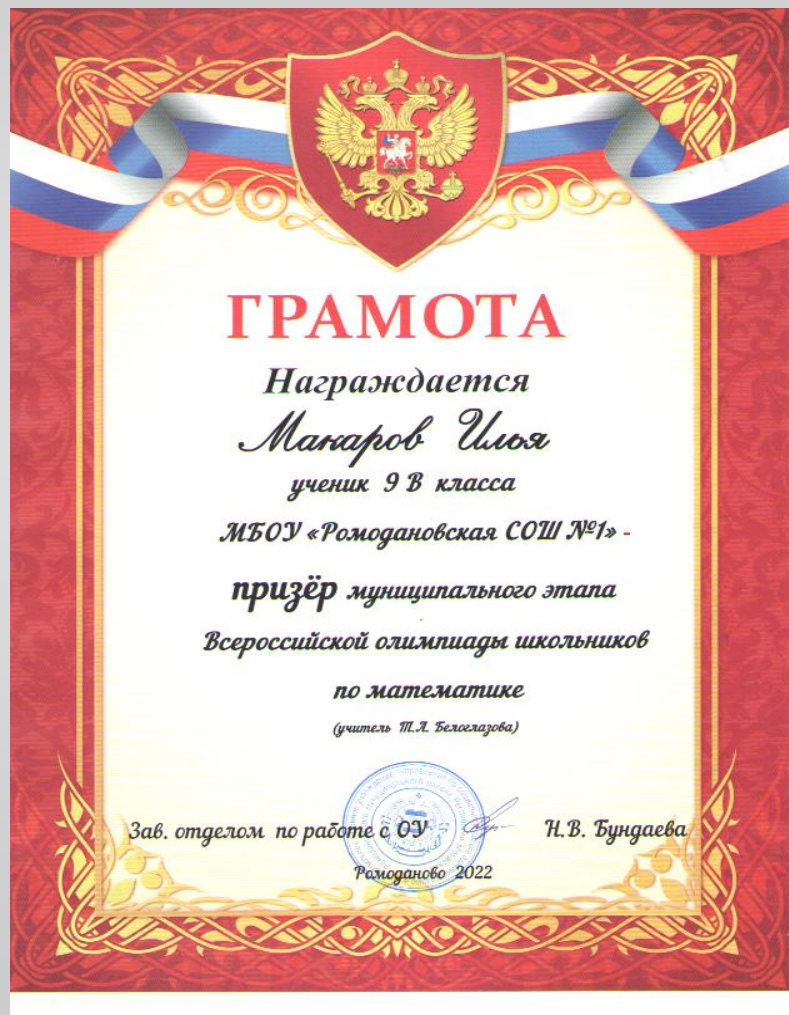 ГРАМОТА
Награждается
Макаров Илья
ученик 9 В класса
МБОУ «Ромодановская СОШ №1» -
призёр муниципального этапа
Всероссийской олимпиады школьников
по математике
(учитель Т.А. Белоглазова)
Зав. отделом по работе с ОУ Н.В. Бундаева
Ромоданово 2022